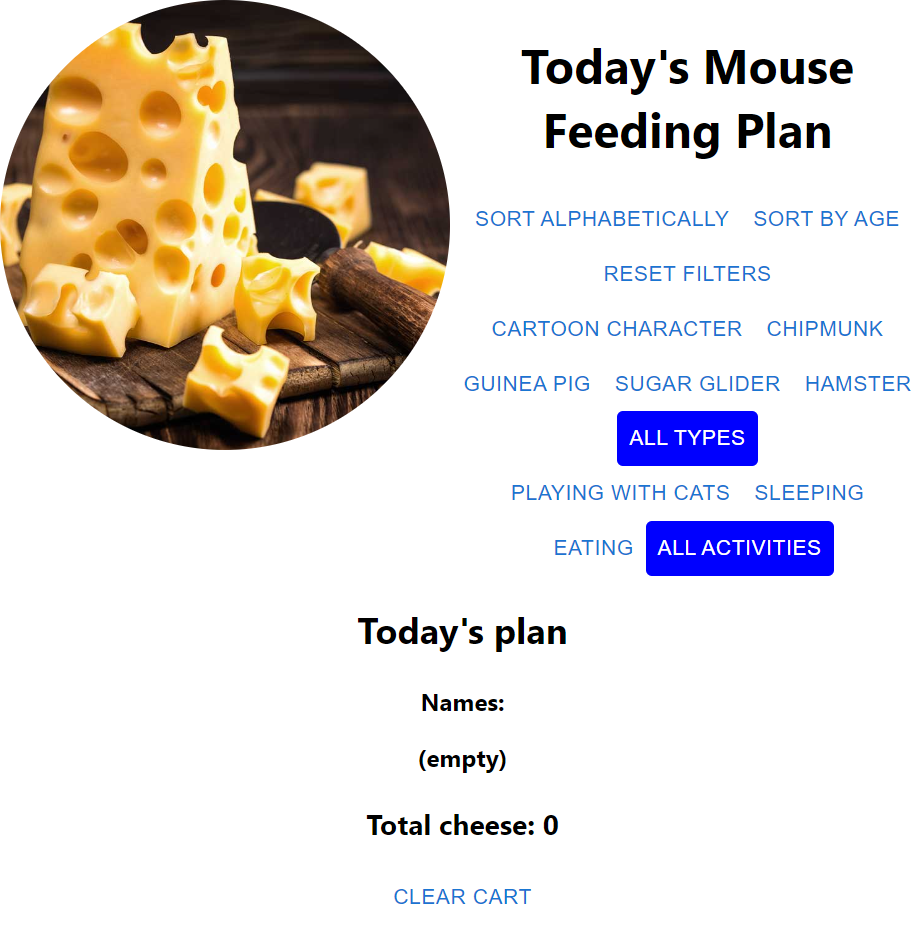 Today's Mouse
Feeding Plan
SORT ALPHABETICALLY SORT BY AGE
RESET FILTERS
CARTOON CHARACTER CHIPMUNK
GUINEA PIG SUGAR GLIDER HAMSTER
ALL TYPES
PLAYING WITH CATS SLEEPING
EATING ALL ACTIVITIES
Today's plan
Names:
(empty)
Total cheese: 0
CLEAR CART